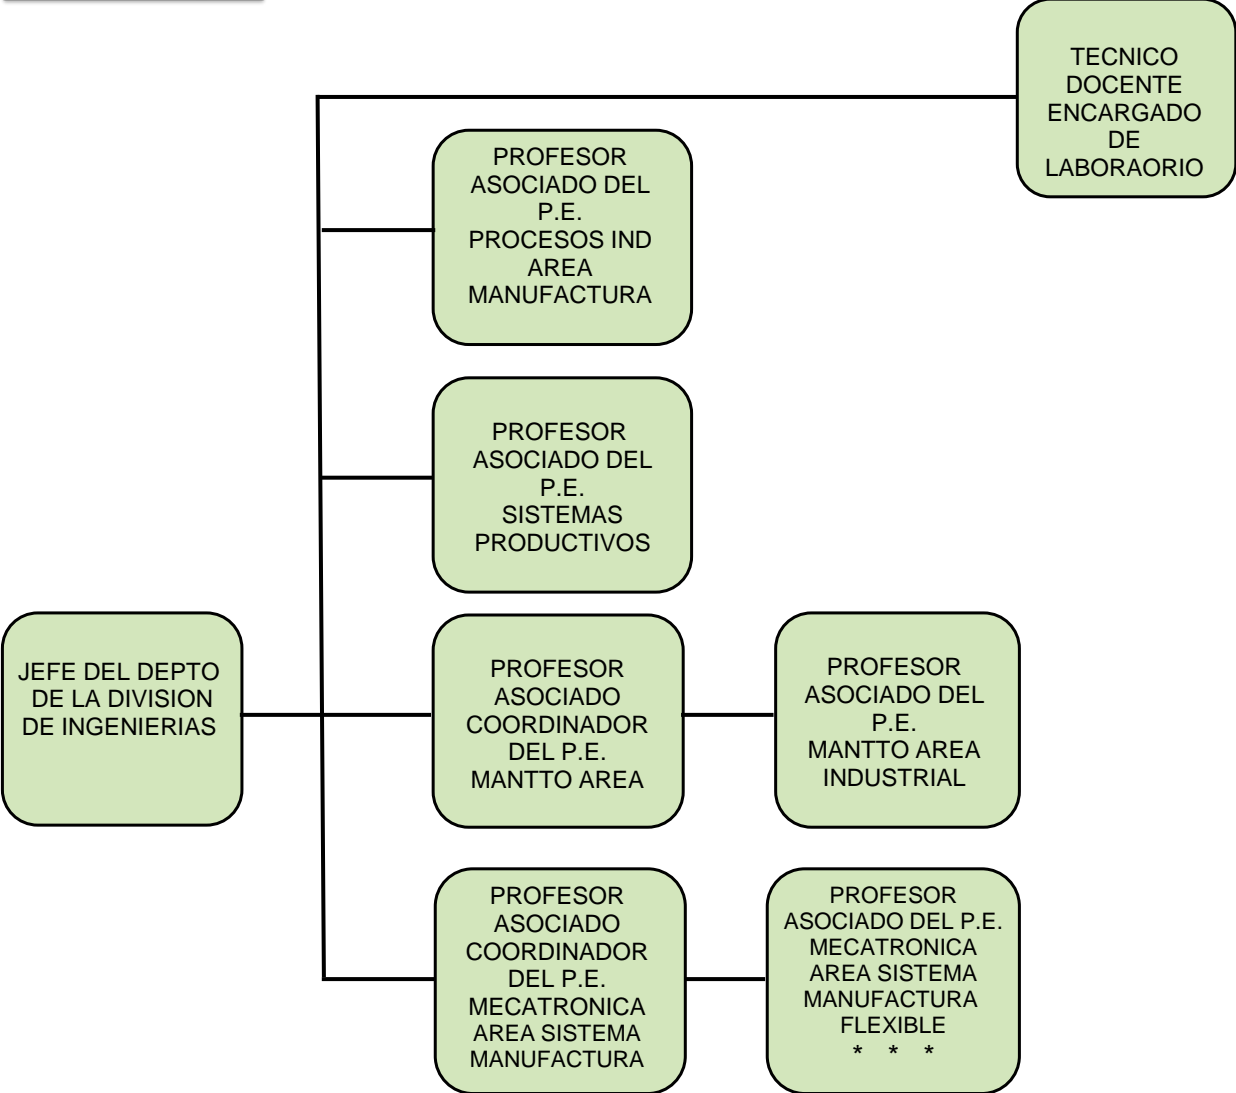 TECNICO
DOCENTE
ENCARGADO
DE
LABORAORIO
PROFESOR
ASOCIADO DEL
P.E.
PROCESOS IND
AREA
MANUFACTURA
PROFESOR
ASOCIADO DEL
P.E.
SISTEMAS
PRODUCTIVOS
JEFE DEL DEPTO
DE LA DIVISION
DE INGENIERIAS
PROFESOR
ASOCIADO
COORDINADOR
DEL P.E.
MANTTO AREA
PROFESOR
ASOCIADO DEL
P.E.
MANTTO AREA
INDUSTRIAL
PROFESOR
ASOCIADO
COORDINADOR
DEL P.E.
MECATRONICA
AREA SISTEMA
MANUFACTURA
PROFESOR
ASOCIADO DEL P.E.
MECATRONICA
AREA SISTEMA
MANUFACTURA
FLEXIBLE
* * *